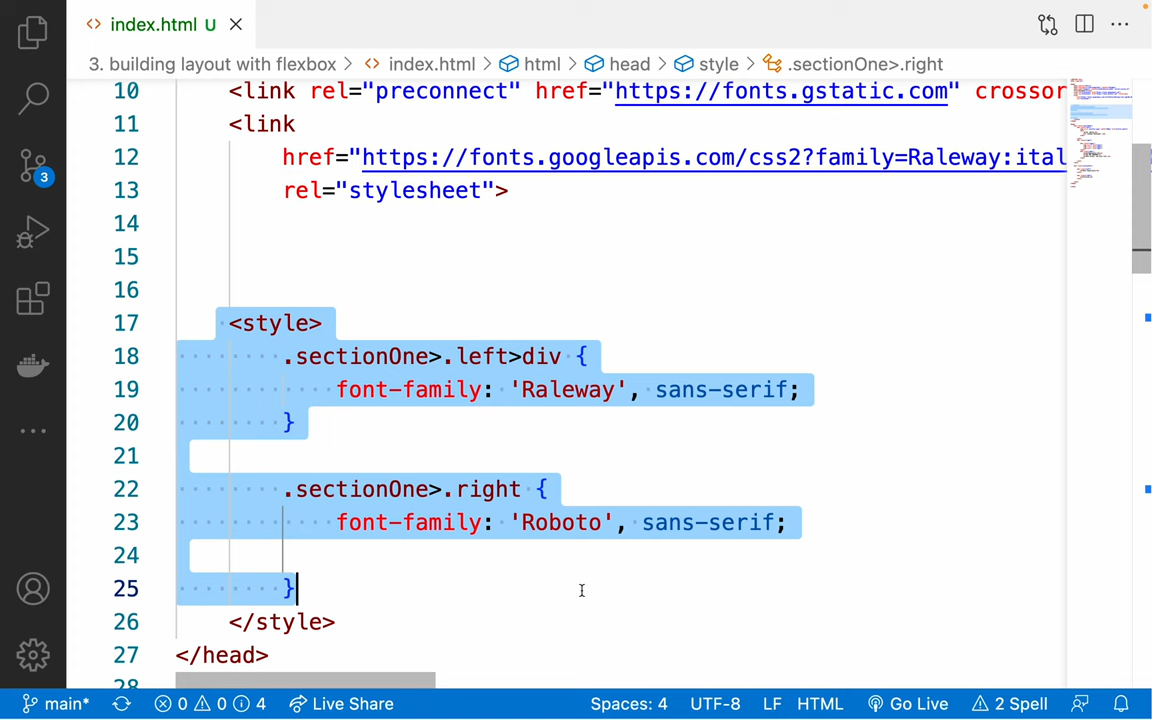 index.html U
3. building layout with flexbox > index.html > html > head > style > .sectionOne>.right
10 <link rel="preconnect" href="https://fonts.gstatic.com" crossor
11 <link
12 href="https://fonts.googleapis.com/css2?family=Raleway:ital
13 rel="stylesheet">
14
15
16
17 <style>
18 .sectionOne>.left>div {
19 font-family: 'Raleway', sans-serif;
20 }
21
22 .sectionOne>.right {
23 font-family: 'Roboto', sans-serif;
24
25 }
26 </style>
27 </head>
28
3
main* 0 0 4 Live Share Spaces: 4 UTF-8 LF HTML Go Live 2 Spell